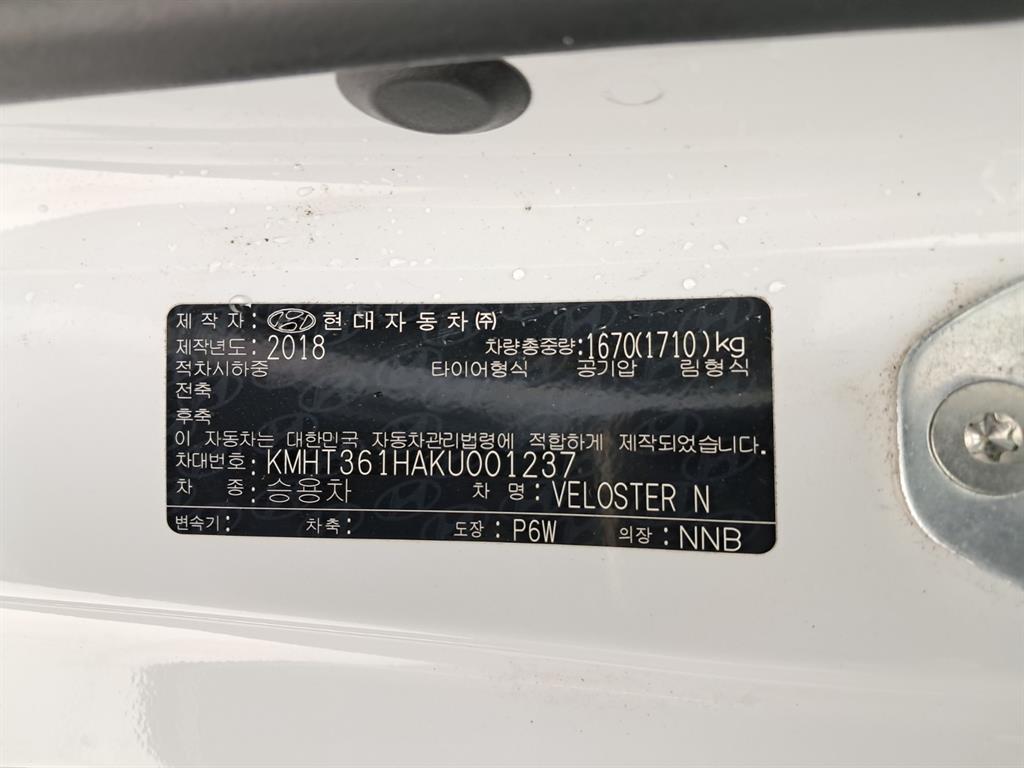 제 작 자 : 현대자동차(주)
제작년도 : 2018 차량총중량 : 1670(1710)kg
적차시하중 타이어형식 공기압 림형식
전축
후축
이 자동차는 대한민국 자동차관리법령에 적합하게 제작되었습니다.
차대번호 : KMHT361HAKU001237
차 종 : 승용차 차 명 : VELOSTER N
변속기 : 차축 : 도장 : P6W 의장 : NNB